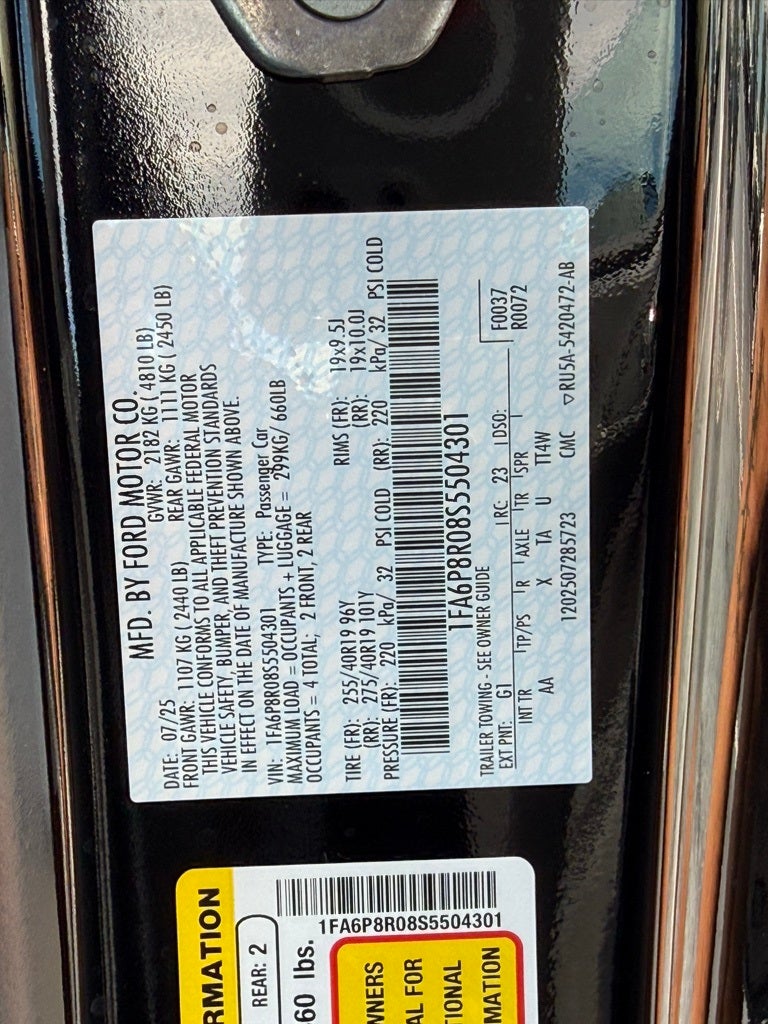 MFD. BY FORD MOTOR CO.
DATE: 07/25 GVWR: 2182 KG ( 4810 LB)
FRONT GAWR: 1107 KG ( 2440 LB) REAR GAWR: 1111 KG ( 2450 LB)
THIS VEHICLE CONFORMS TO ALL APPLICABLE FEDERAL MOTOR
VEHICLE SAFETY, BUMPER, AND THEFT PREVENTION STANDARDS
IN EFFECT ON THE DATE OF MANUFACTURE SHOWN ABOVE.
VIN: 1FA6P8R08S5504301 TYPE: Passenger Car
MAXIMUM LOAD = OCCUPANTS + LUGGAGE = 299KG/ 660LB
OCCUPANTS = 4 TOTAL; 2 FRONT, 2 REAR
TIRE (FR): 255/40R19 96Y RIMS (FR): 19x9.5J
(RR): 275/40R19 101Y (RR): 19x10.0J
PRESSURE (FR): 220 kPa/ 32 PSI COLD (RR): 220 kPa/ 32 PSI COLD
1FA6P8R08S5504301
TRAILER TOWING - SEE OWNER GUIDE
EXT PNT: G1 RC: 23 DSO: F0037
R0072
INT TR TP/PS R AXLE TR SPR
AA X TA U TT4W
1202507285723 CMC ▽RU5A-5420472-AB
RMATION
REAR: 2
60 lbs.
1FA6P8R08S5504301
WNERS
AL FOR
TIONAL
MATION